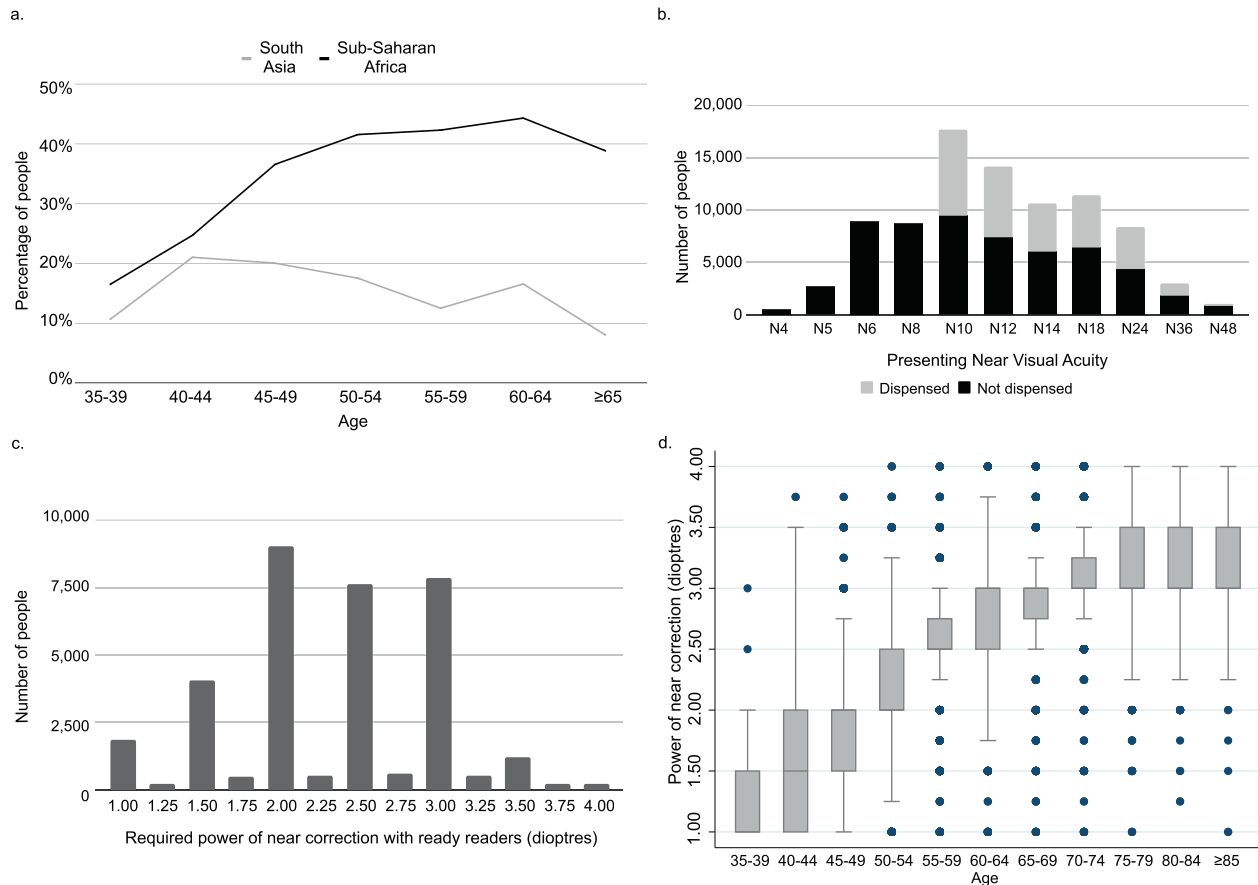 a.
South Asia
Sub-Saharan Africa
50%
40%
30%
20%
10%
0%
Percentage of people
35-39 40-44 45-49 50-54 55-59 60-64 ≥65
Age
b.
20,000
15,000
10,000
5,000
0
Number of people
N4 N5 N6 N8 N10 N12 N14 N18 N24 N36 N48
Presenting Near Visual Acuity
Dispensed Not dispensed
c.
10,000
7,500
5,000
2,500
0
Number of people
1.00 1.25 1.50 1.75 2.00 2.25 2.50 2.75 3.00 3.25 3.50 3.75 4.00
Required power of near correction with ready readers (dioptres)
d.
4.00
3.50
3.00
2.50
2.00
1.50
1.00
Power of near correction (dioptres)
35-39 40-44 45-49 50-54 55-59 60-64 65-69 70-74 75-79 80-84 ≥85
Age